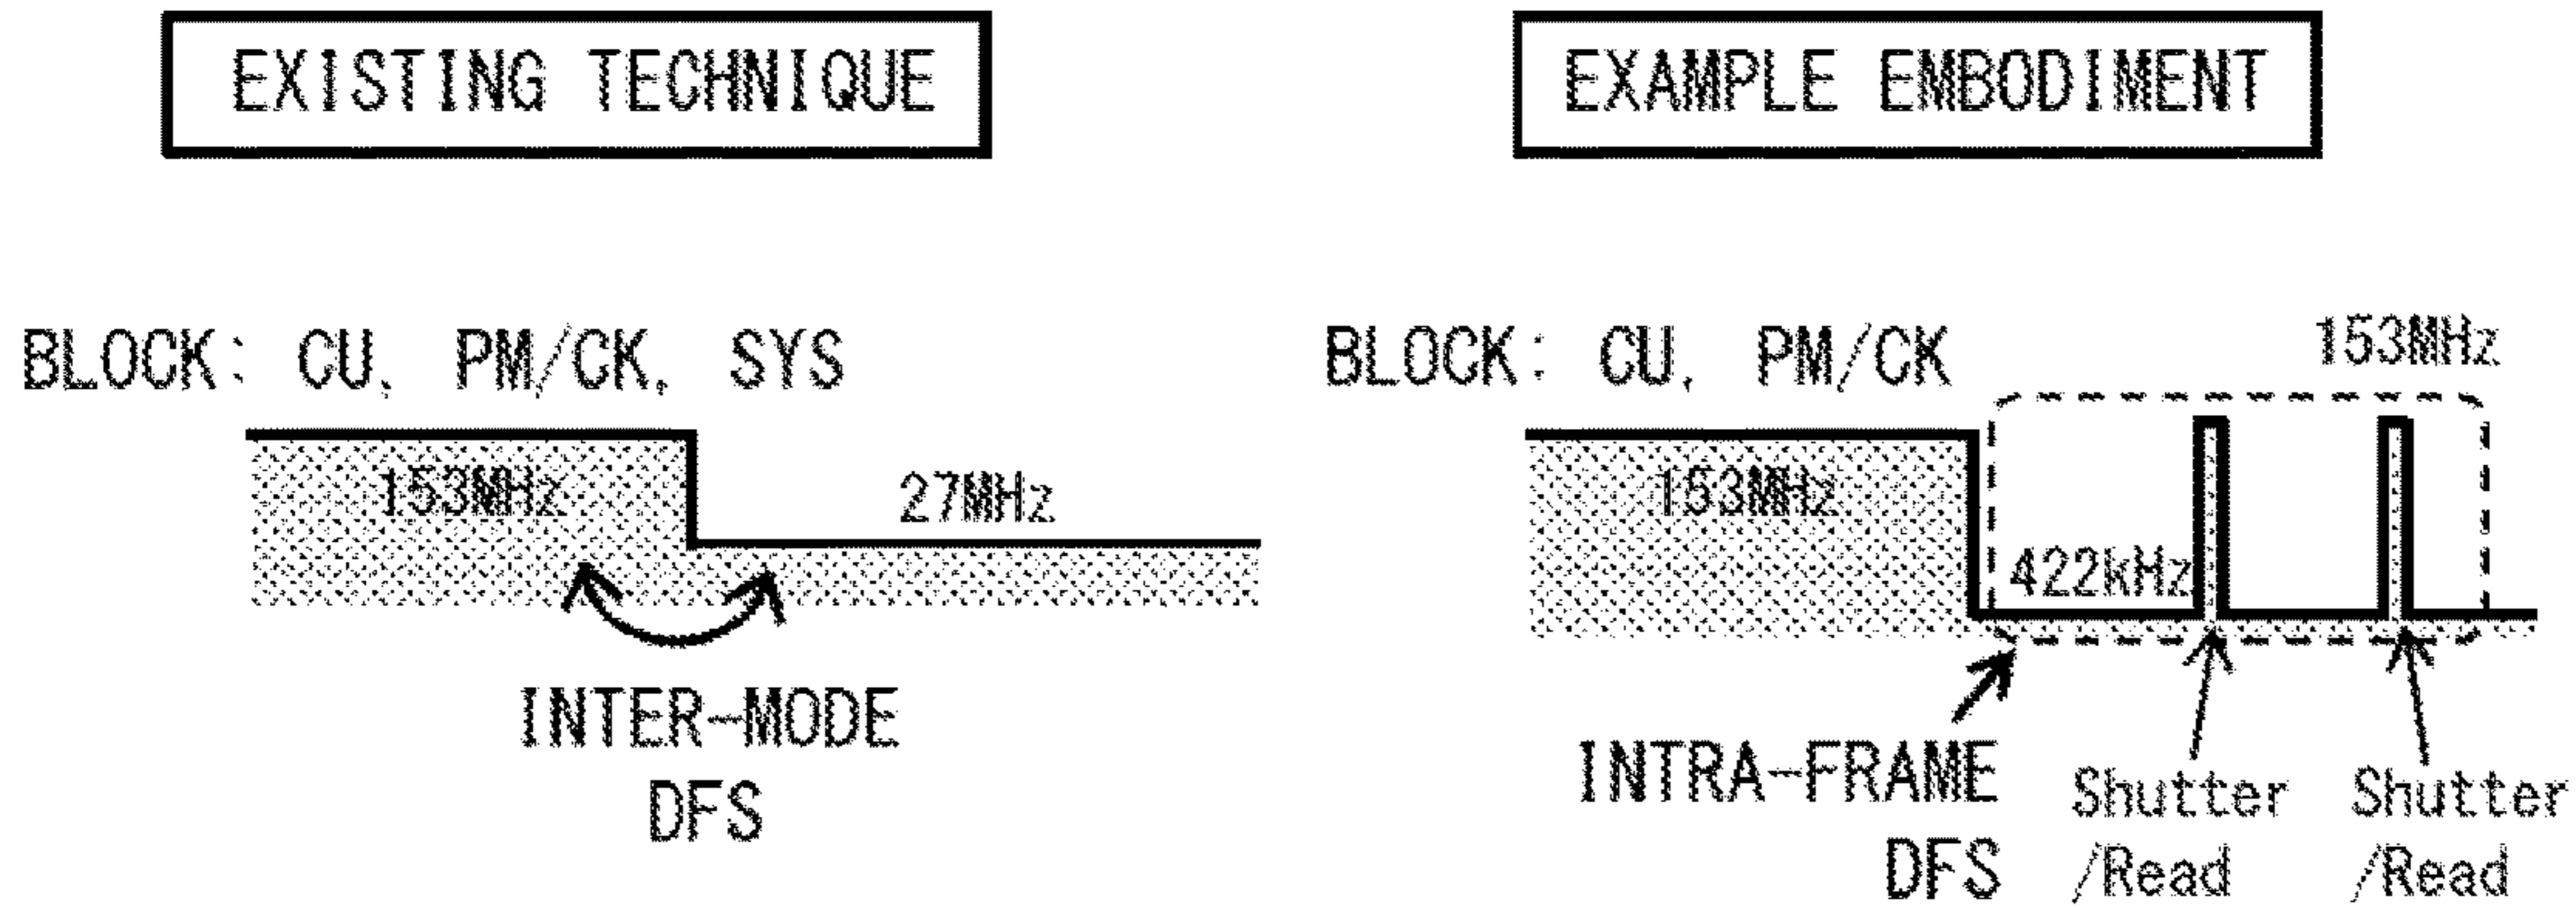 EXISTING TECHNIQUE
BLOCK: CU, PM/CK, SYS
153MHz
27MHz
INTER-MODE
DFS
EXAMPLE EMBODIMENT
BLOCK: CU, PM/CK
153MHz
153MHz
422kHz
INTRA-FRAME
DFS
Shutter
/Read
Shutter
/Read